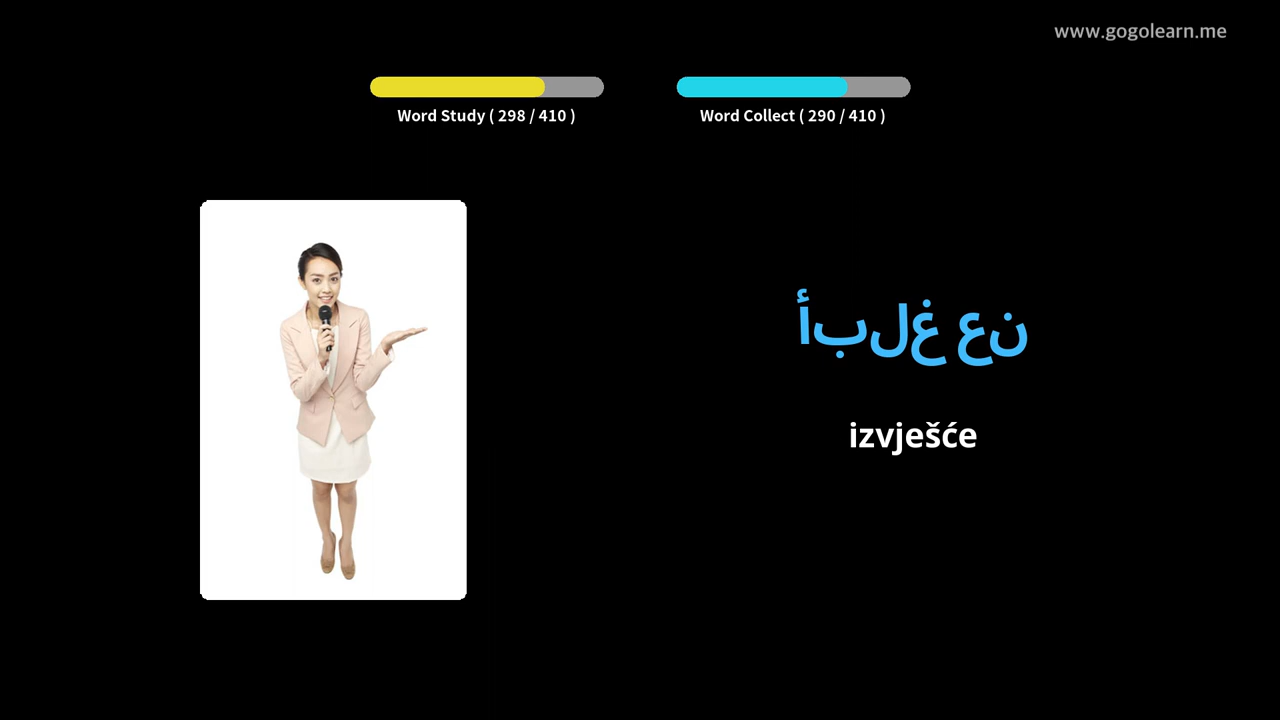 www.gogolearn.me
Word Study ( 298 / 410 )
Word Collect ( 290 / 410 )
أبلغ عن
izvješće